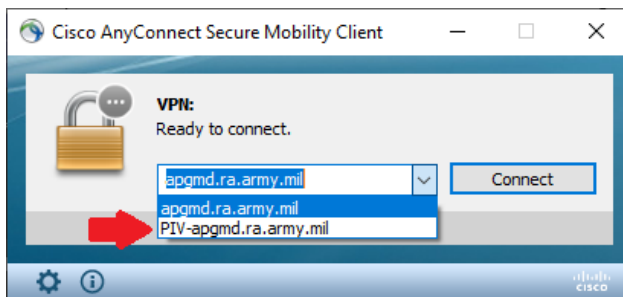 Cisco AnyConnect Secure Mobility Client
VPN:
Ready to connect.
apgmd.ra.army.mil
Connect
apgmd.ra.army.mil
PIV-apgmd.ra.army.mil
cisco